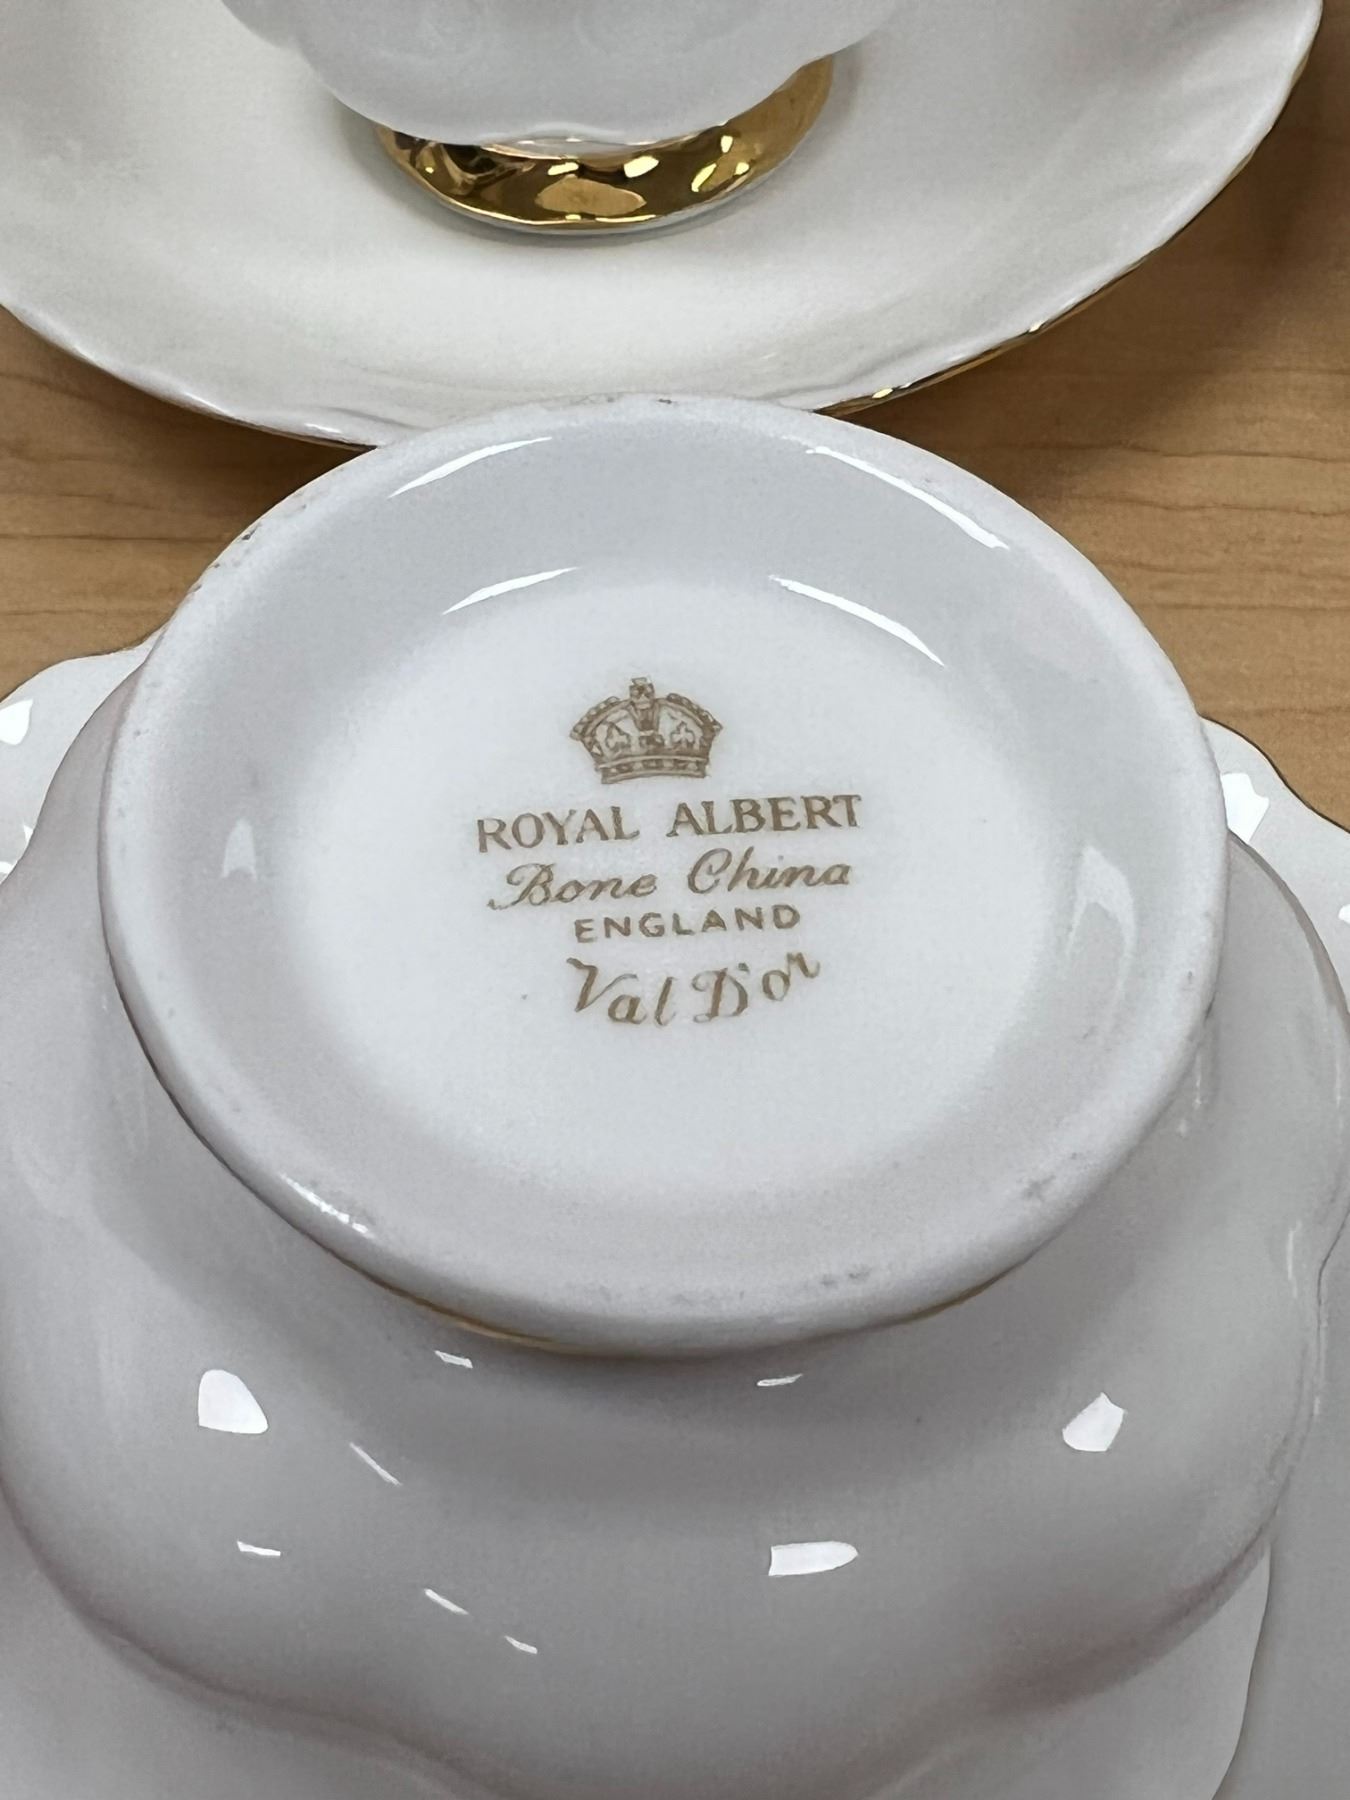 ROYAL ALBERT
Bone China
ENGLAND
Val D'or